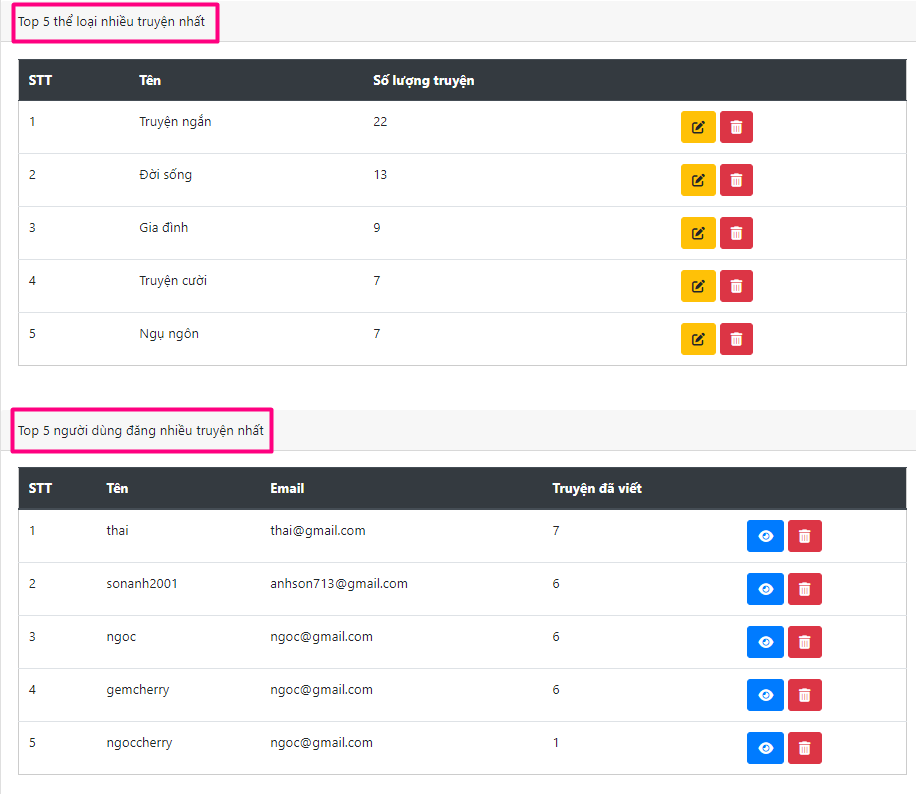 Top 5 thể loại nhiều truyện nhất
STT Tên Số lượng truyện
1 Truyện ngắn 22
2 Đời sống 13
3 Gia đình 9
4 Truyện cười 7
5 Ngụ ngôn 7
Top 5 người dùng đăng nhiều truyện nhất
STT Tên Email Truyện đã viết
1 thai thai@gmail.com 7
2 sonanh2001 anhson713@gmail.com 6
3 ngoc ngoc@gmail.com 6
4 gemcherry ngoc@gmail.com 6
5 ngoccherry ngoc@gmail.com 1